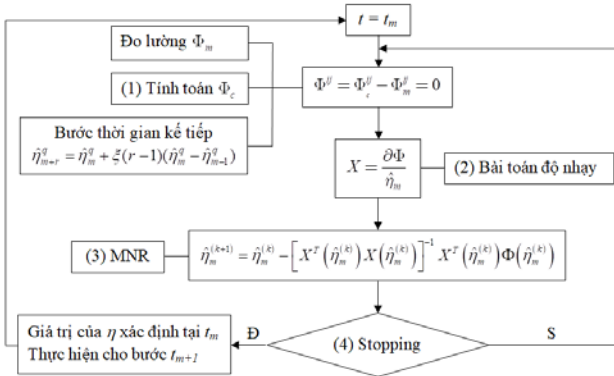 t = tₘ
Đo lường Φₘ
(1) Tính toán Φ_c
Φ^{ij} = Φ_c^{ij} − Φ_m^{ij} = 0
Bước thời gian kế tiếp
η̂_{m+r}^q = η̂_m^q + ξ(r−1)(η̂_m^q − η̂_{m−1}^q)
X = ∂Φ / η̂_m
(2) Bài toán độ nhạy
(3) MNR
η̂_m^{(k+1)} = η̂_m^{(k)} − [X^T(η̂_m^{(k)})X(η̂_m^{(k)})]^{−1} X^T(η̂_m^{(k)})Φ(η̂_m^{(k)})
Giá trị của η xác định tại t_m
Thực hiện cho bước t_{m+1}
Đ
(4) Stopping
S